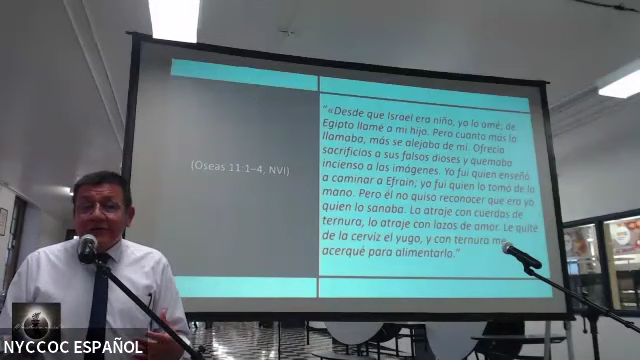 (Oseas 11:1–4, NVI)
"«Desde que Israel era niño, yo lo amé; de
Egipto llamé a mi hijo. Pero cuanto más lo
llamaba, más se alejaba de mí. Ofrecía
sacrificios a sus falsos dioses y quemaba
incienso a las imágenes. Yo fui quien enseñó
a caminar a Efraín; yo fui quien lo tomó de la
mano. Pero él no quiso reconocer que era yo
quien lo sanaba. Lo atraje con cuerdas de
ternura, lo atraje con lazos de amor. Le quité
de la cerviz el yugo, y con ternura me
acerqué para alimentarlo."
NYCCOC ESPAÑOL